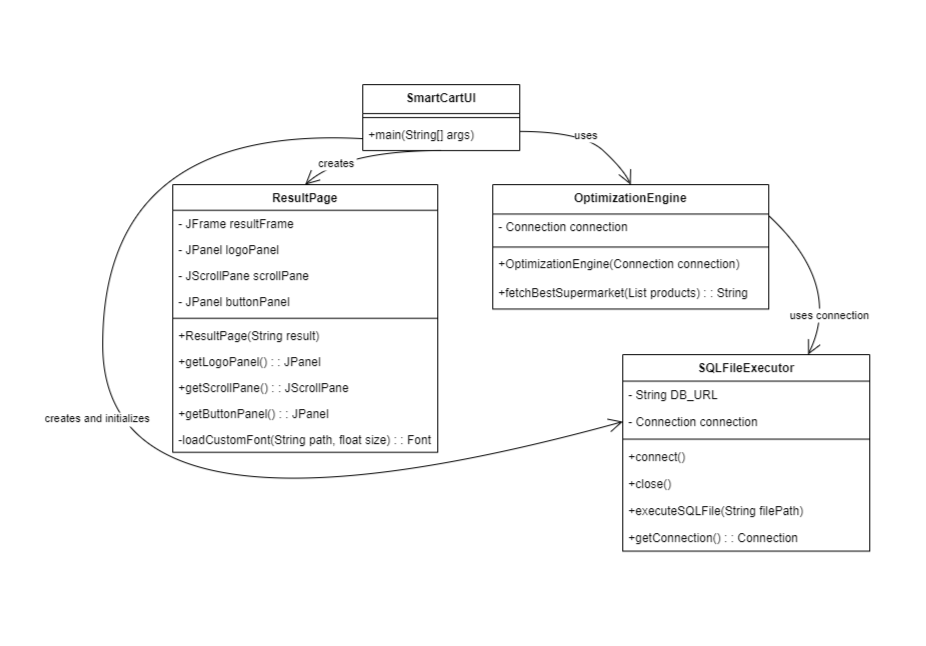 SmartCartUI
+main(String[] args)
uses
creates
ResultPage
- JFrame resultFrame
- JPanel logoPanel
- JScrollPane scrollPane
- JPanel buttonPanel
+ResultPage(String result)
+getLogoPanel() : : JPanel
+getScrollPane() : : JScrollPane
+getButtonPanel() : : JPanel
-loadCustomFont(String path, float size) : : Font
OptimizationEngine
- Connection connection
+OptimizationEngine(Connection connection)
+fetchBestSupermarket(List products) : : String
uses connection
creates and initializes
SQLFileExecutor
- String DB_URL
- Connection connection
+connect()
+close()
+executeSQLFile(String filePath)
+getConnection() : : Connection